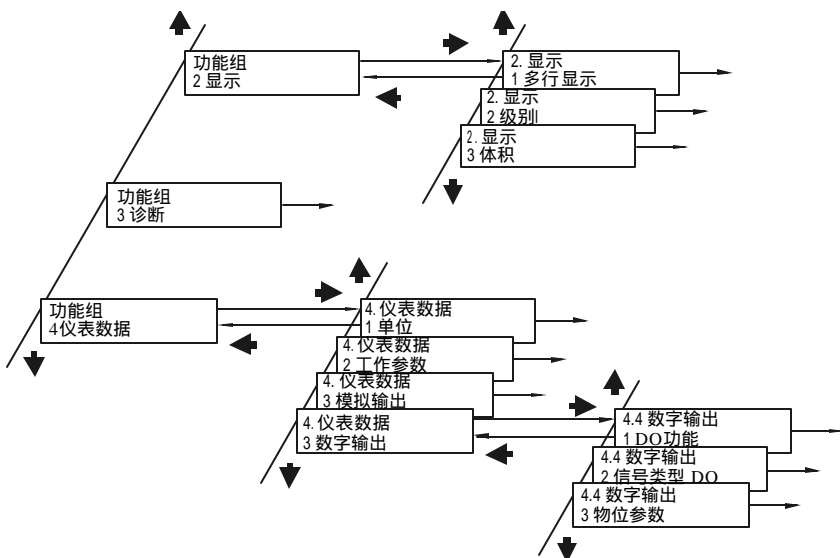 功能组
2 显示
2. 显示
1 多行显示
2. 显示
2 级别
2. 显示
3 体积
功能组
3 诊断
功能组
4仪表数据
4. 仪表数据
1 单位
4. 仪表数据
2 工作参数
4. 仪表数据
3 模拟输出
4. 仪表数据
3 数字输出
4.4 数字输出
1 DO功能
4.4 数字输出
2 信号类型 DO
4.4 数字输出
3 物位参数